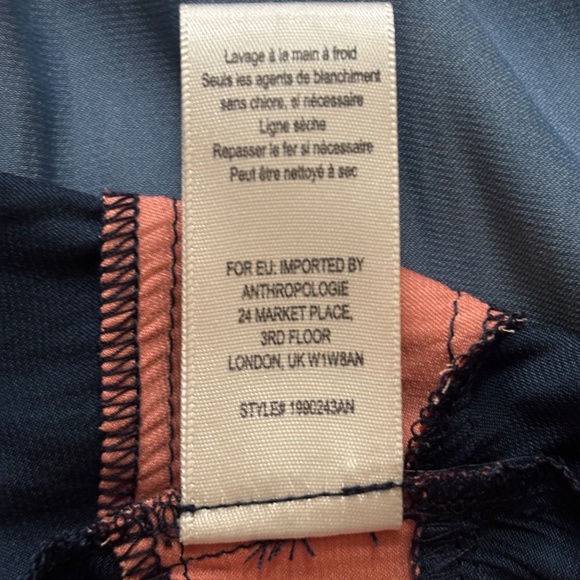 Lavage à le main à froid
Seuls les agents de blanchiment
sans chlore, si nécessaire
Ligne sèche
Repasser le fer si nécessaire
Peut être nettoyé à sec
FOR EU: IMPORTED BY
ANTHROPOLOGIE
24 MARKET PLACE,
3RD FLOOR
LONDON, UK W1W8AN
STYLE# 1990243AN